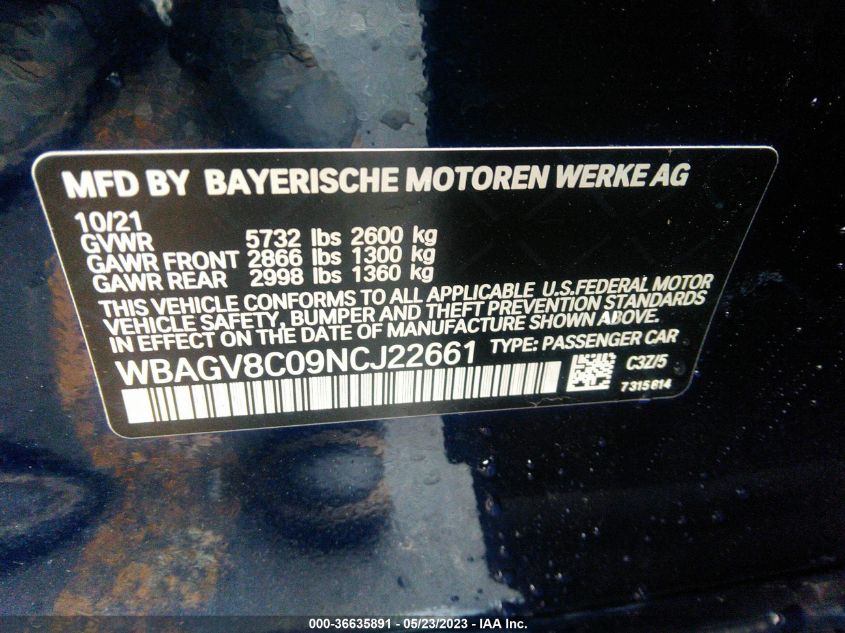 MFD BY BAYERISCHE MOTOREN WERKE AG
10/21
GVWR 5732 lbs 2600 kg
GAWR FRONT 2866 lbs 1300 kg
GAWR REAR 2998 lbs 1360 kg
THIS VEHICLE CONFORMS TO ALL APPLICABLE U.S.FEDERAL MOTOR
VEHICLE SAFETY, BUMPER AND THEFT PREVENTION STANDARDS
IN EFFECT ON THE DATE OF MANUFACTURE SHOWN ABOVE.
WBAGV8C09NCJ22661 TYPE: PASSENGER CAR
C3Z/5
7315814
000-36635891 - 05/23/2023 - IAA Inc.